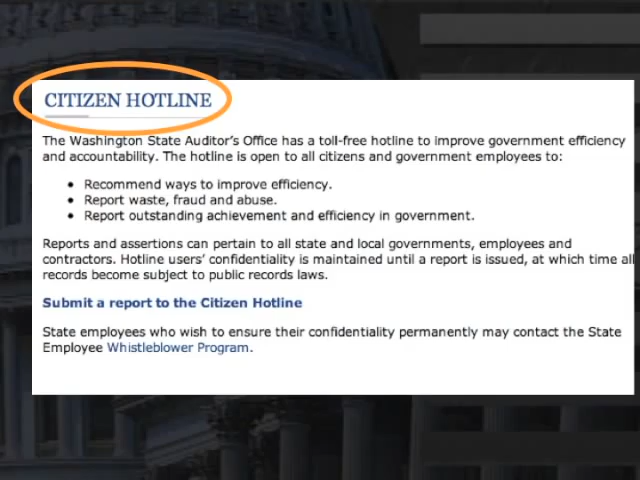 CITIZEN HOTLINE
The Washington State Auditor's Office has a toll-free hotline to improve government efficiency
and accountability. The hotline is open to all citizens and government employees to:
• Recommend ways to improve efficiency.
• Report waste, fraud and abuse.
• Report outstanding achievement and efficiency in government.
Reports and assertions can pertain to all state and local governments, employees and
contractors. Hotline users' confidentiality is maintained until a report is issued, at which time all
records become subject to public records laws.
Submit a report to the Citizen Hotline
State employees who wish to ensure their confidentiality permanently may contact the State
Employee Whistleblower Program.